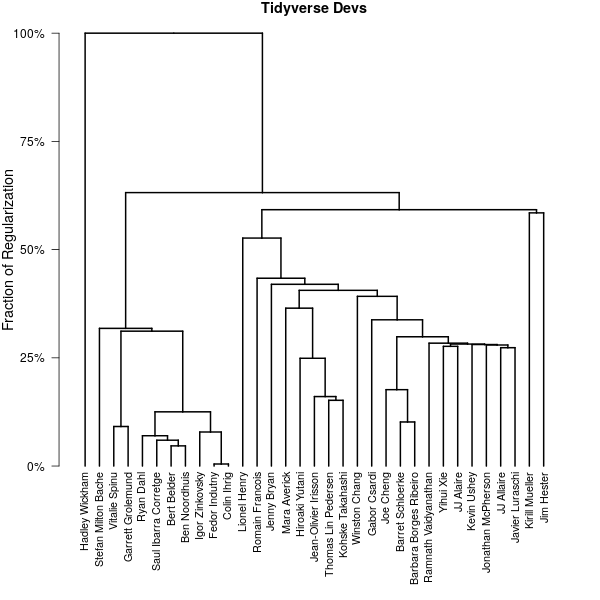 Tidyverse Devs
Fraction of Regularization
100%
75%
50%
25%
0%
Hadley Wickham
Stefan Milton Bache
Vitalie Spinu
Garrett Grolemund
Ryan Dahl
Saul Ibarra Corretge
Bert Belder
Ben Noordhuis
Igor Zinkovsky
Fedor Indutny
Colin Ihrig
Lionel Henry
Romain Francois
Jenny Bryan
Mara Averick
Hiroaki Yutani
Jean-Olivier Irisson
Thomas Lin Pedersen
Kohske Takahashi
Winston Chang
Gabor Csardi
Joe Cheng
Barret Schloerke
Barbara Borges Ribeiro
Ramnath Vaidyanathan
Yihui Xie
JJ Alaire
Kevin Ushey
Jonathan McPherson
JJ Allaire
Javier Luraschi
Kirill Mueller
Jim Hester